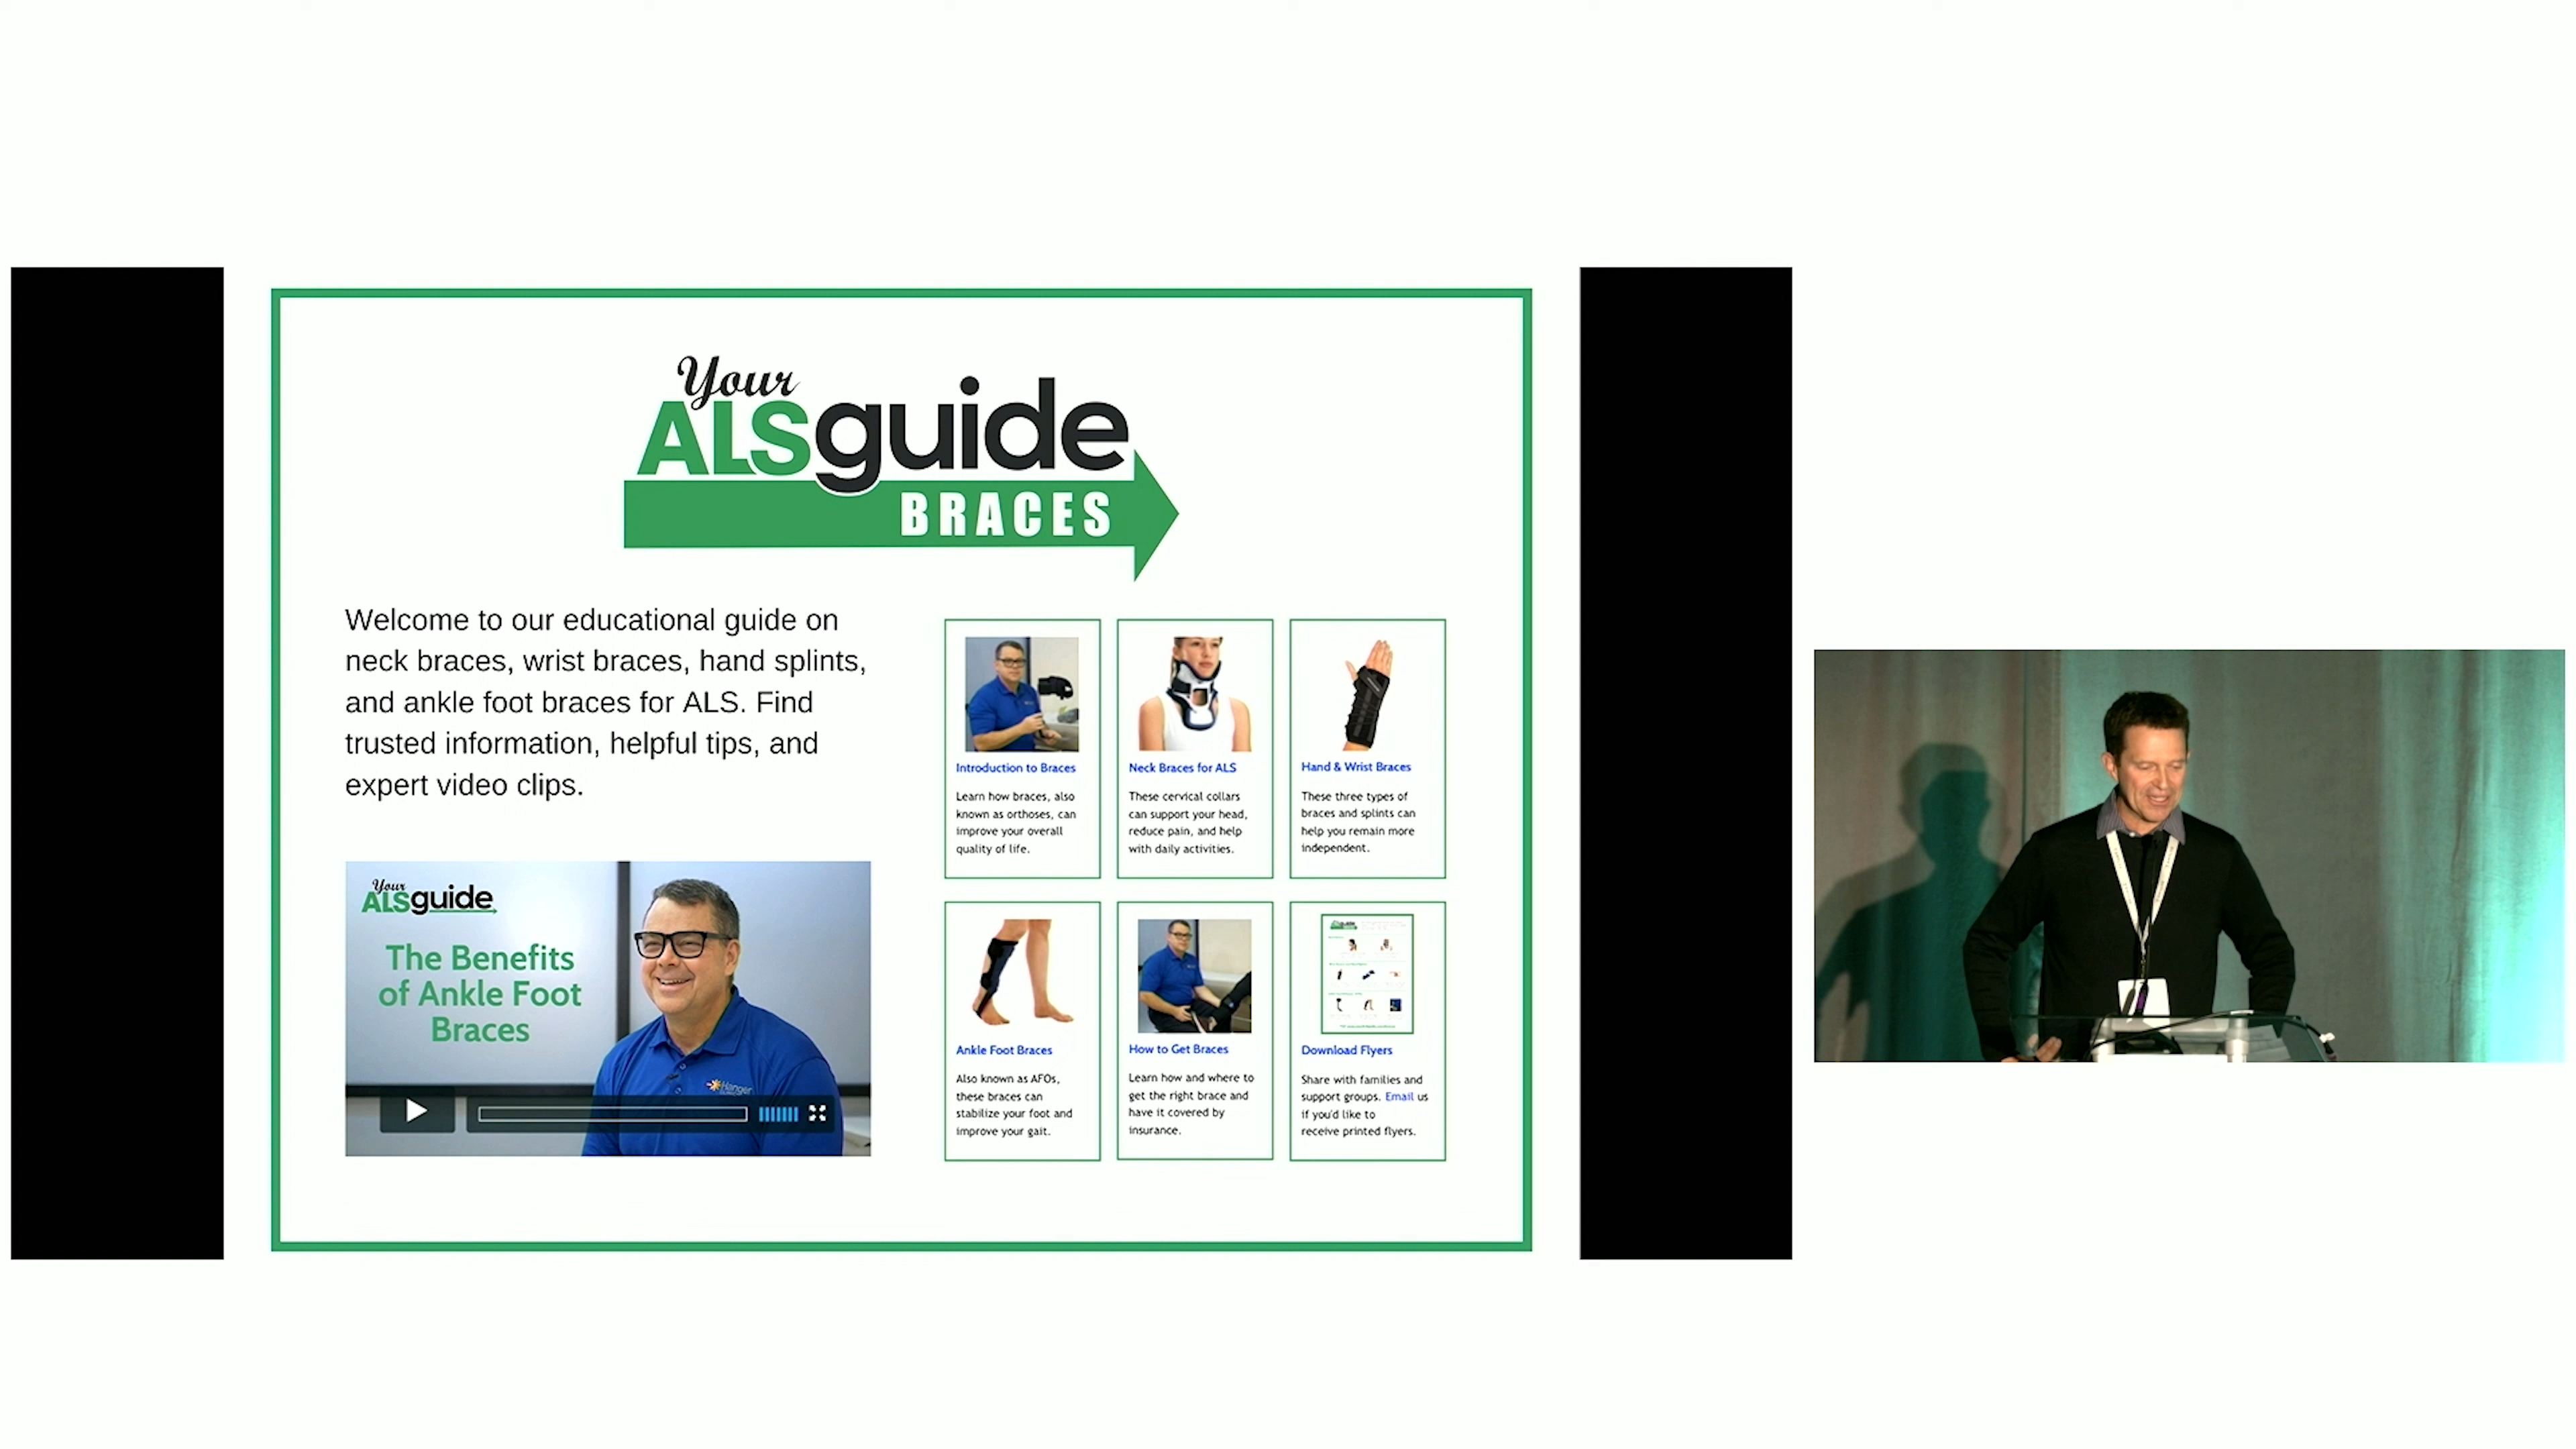 Your
ALSguide
BRACES
Welcome to our educational guide on
neck braces, wrist braces, hand splints,
and ankle foot braces for ALS. Find
trusted information, helpful tips, and
expert video clips.
Your
ALSguide
The Benefits
of Ankle Foot
Braces
Hanger
Introduction to Braces
Learn how braces, also
known as orthoses, can
improve your overall
quality of life.
Neck Braces for ALS
These cervical collars
can support your head,
reduce pain, and help
with daily activities.
Hand & Wrist Braces
These three types of
braces and splints can
help you remain more
independent.
Ankle Foot Braces
Also known as AFOs,
these braces can
stabilize your foot and
improve your gait.
How to Get Braces
Learn how and where to
get the right brace and
have it covered by
insurance.
Download Flyers
Share with families and
support groups. Email us
if you'd like to
receive printed flyers.